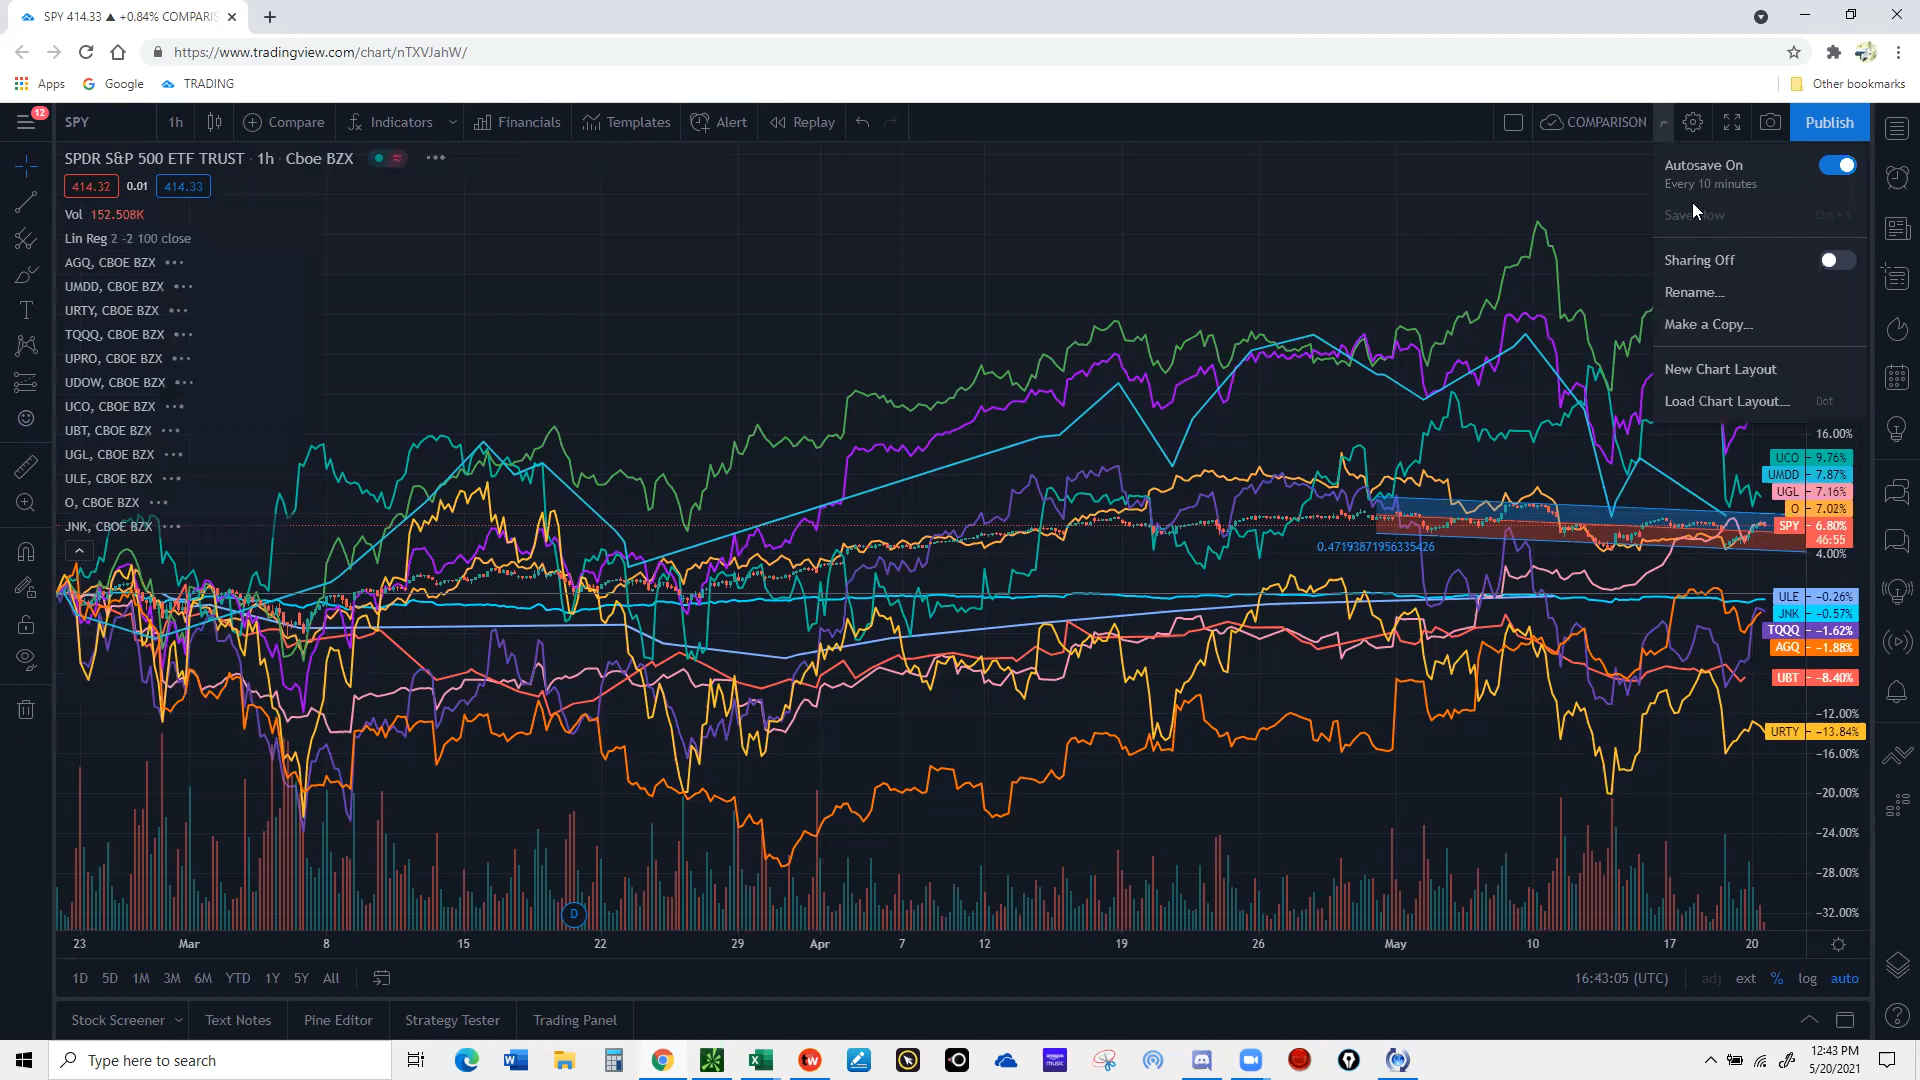 SPY 414.33 ▲ +0.84% COMPARIS
https://www.tradingview.com/chart/nTXVJahW/
Apps Google TRADING Other bookmarks
12 SPY 1h Compare Indicators Financials Templates Alert Replay COMPARISON Publish
SPDR S&P 500 ETF TRUST · 1h · Cboe BZX
414.32 0.01 414.33
Vol 152.508K
Lin Reg 2 -2 100 close
AGQ, CBOE BZX
UMDD, CBOE BZX
URTY, CBOE BZX
TQQQ, CBOE BZX
UPRO, CBOE BZX
UDOW, CBOE BZX
UCO, CBOE BZX
UBT, CBOE BZX
UGL, CBOE BZX
ULE, CBOE BZX
O, CBOE BZX
JNK, CBOE BZX
Autosave On
Every 10 minutes
Save Now Ctrl + S
Sharing Off
Rename...
Make a Copy...
New Chart Layout
Load Chart Layout... Dot
16.00%
UCO 9.76%
UMDD 7.87%
UGL 7.16%
O 7.02%
SPY 6.80%
46:55
4.00%
0.47193871956335426
ULE −0.26%
JNK −0.57%
TQQQ −1.62%
AGQ −1.88%
UBT −8.40%
−12.00%
URTY −13.84%
−16.00%
−20.00%
−24.00%
−28.00%
−32.00%
D
23 Mar 8 15 22 29 Apr 7 12 19 26 May 10 17 20
1D 5D 1M 3M 6M YTD 1Y 5Y All 16:43:05 (UTC) adj ext % log auto
Stock Screener Text Notes Pine Editor Strategy Tester Trading Panel
Type here to search
12:43 PM
5/20/2021